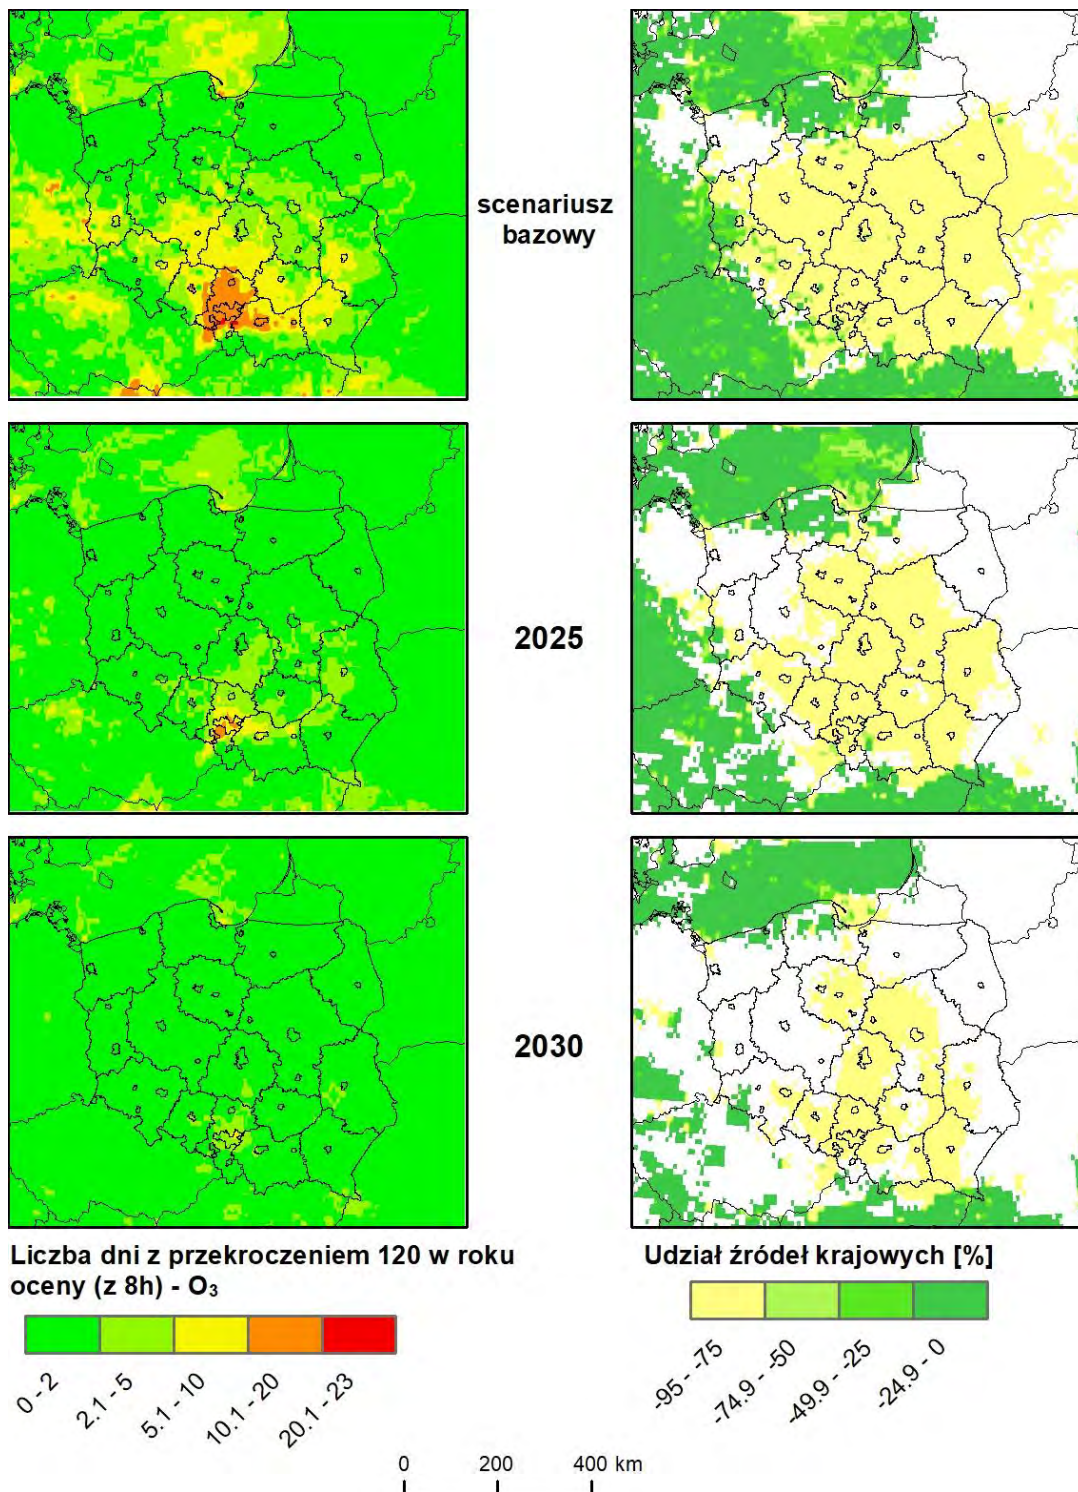 scenariusz
bazowy
2025
2030
Liczba dni z przekroczeniem 120 w roku
oceny (z 8h) - O₃
0 - 2
2.1 - 5
5.1 - 10
10.1 - 20
20.1 - 23
Udział źródeł krajowych [%]
-95 - -75
-74.9 - -50
-49.9 - -25
-24.9 - 0
0 200 400 km